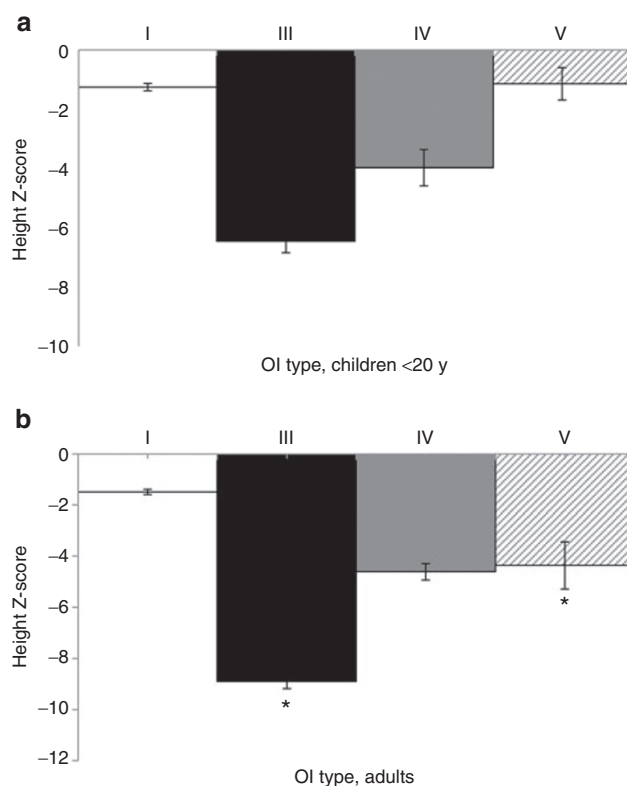 a
I III IV V
0
−2
−4
−6
−8
−10
Height Z-score
OI type, children <20 y
b
I III IV V
0
−2
−4
−6
−8
−10
−12
Height Z-score
*
*
OI type, adults